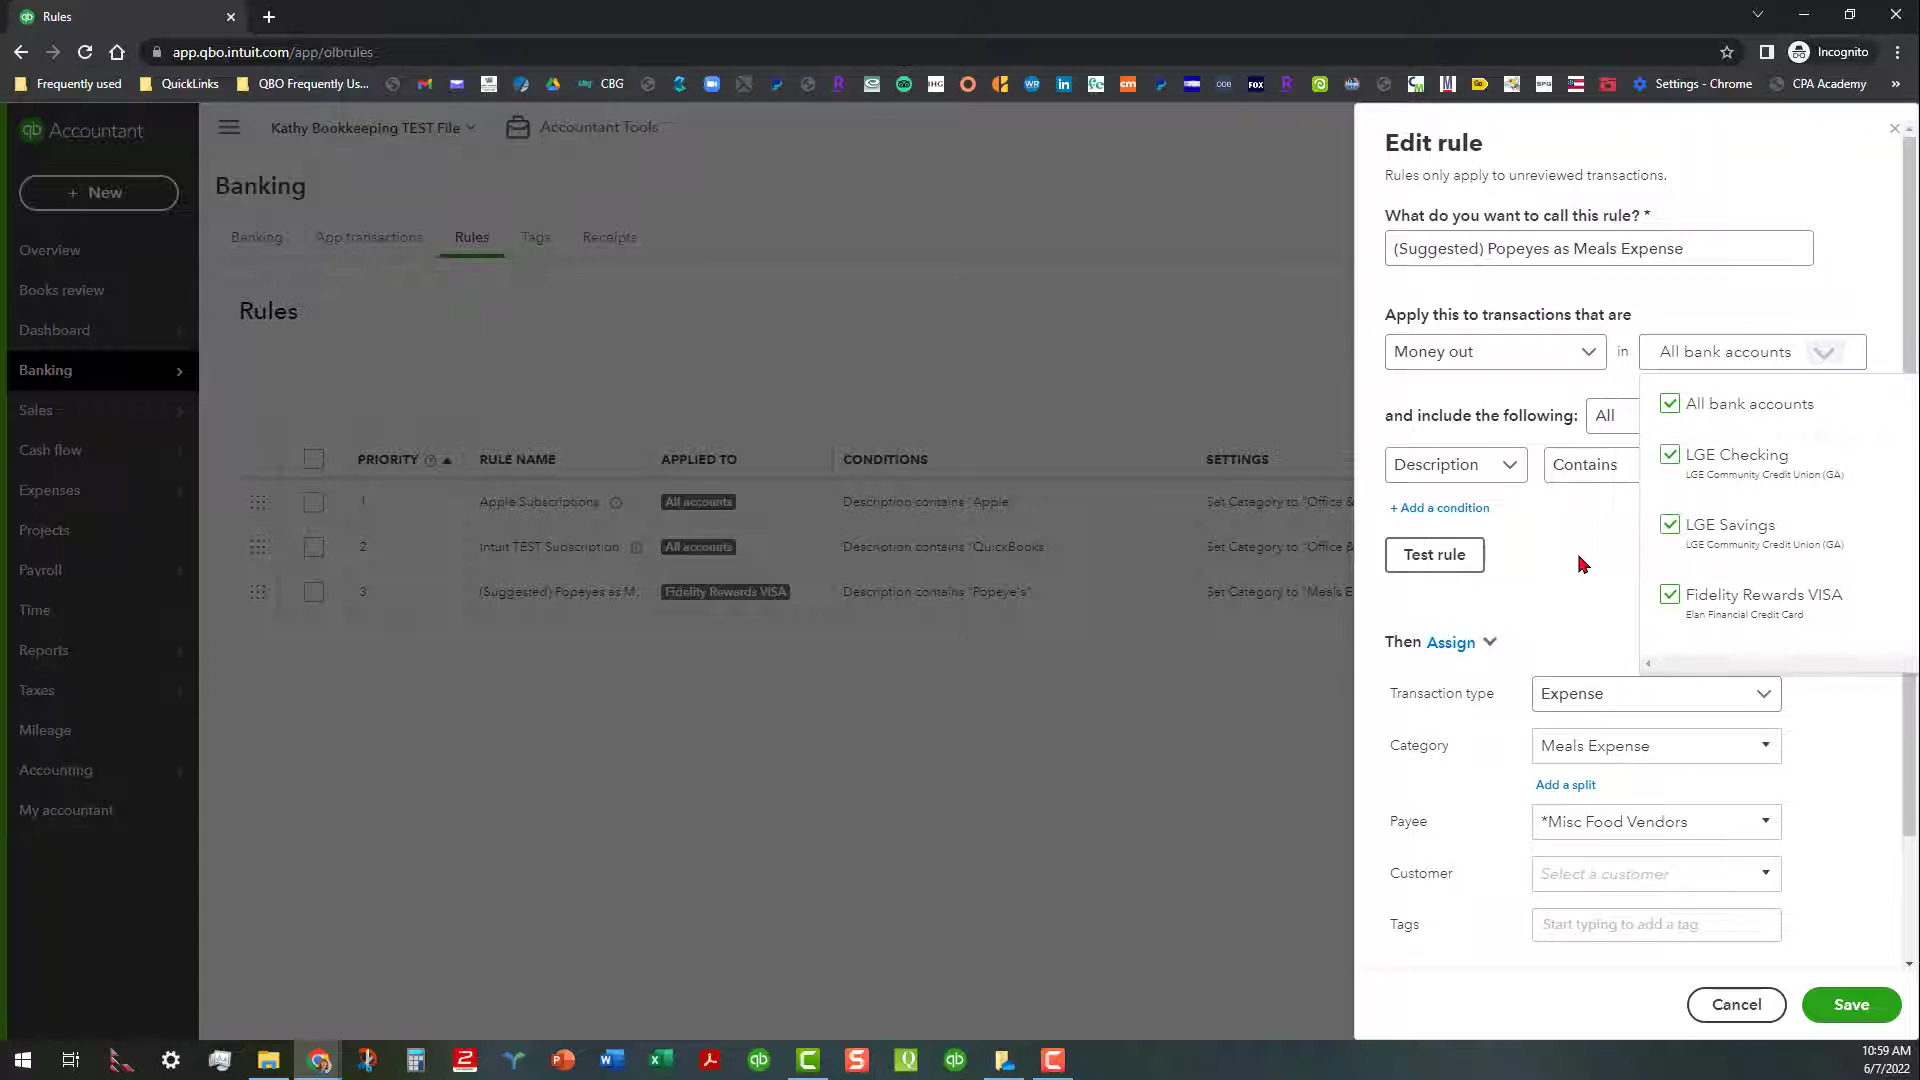 Rules
app.qbo.intuit.com/app/olbrules
Incognito
Frequently used
QuickLinks
QBO Frequently Us...
CBG
Settings - Chrome
CPA Academy
»
qb Accountant
Kathy Bookkeeping TEST File
Accountant Tools
+ New
Overview
Books review
Dashboard
Banking
Sales
Cash flow
Expenses
Projects
Payroll
Time
Reports
Taxes
Mileage
Accounting
My accountant
Banking
Banking
App transactions
Rules
Tags
Receipts
Rules
PRIORITY
RULE NAME
APPLIED TO
CONDITIONS
SETTINGS
1
Apple Subscriptions
All accounts
Description contains "Apple
Set Category to "Office &
2
Intuit TEST Subscription
All accounts
Description contains "QuickBooks
Set Category to "Office &
3
(Suggested) Popeyes as M.
Fidelity Rewards VISA
Description contains "Popeye's"
Set Category to "Meals E
Edit rule
Rules only apply to unreviewed transactions.
What do you want to call this rule? *
(Suggested) Popeyes as Meals Expense
Apply this to transactions that are
Money out
in
All bank accounts
All bank accounts
LGE Checking
LGE Community Credit Union (GA)
LGE Savings
LGE Community Credit Union (GA)
Fidelity Rewards VISA
Elan Financial Credit Card
and include the following:
All
Description
Contains
+ Add a condition
Test rule
Then Assign
Transaction type
Expense
Category
Meals Expense
Add a split
Payee
*Misc Food Vendors
Customer
Select a customer
Tags
Start typing to add a tag
Cancel
Save
10:59 AM
6/7/2022